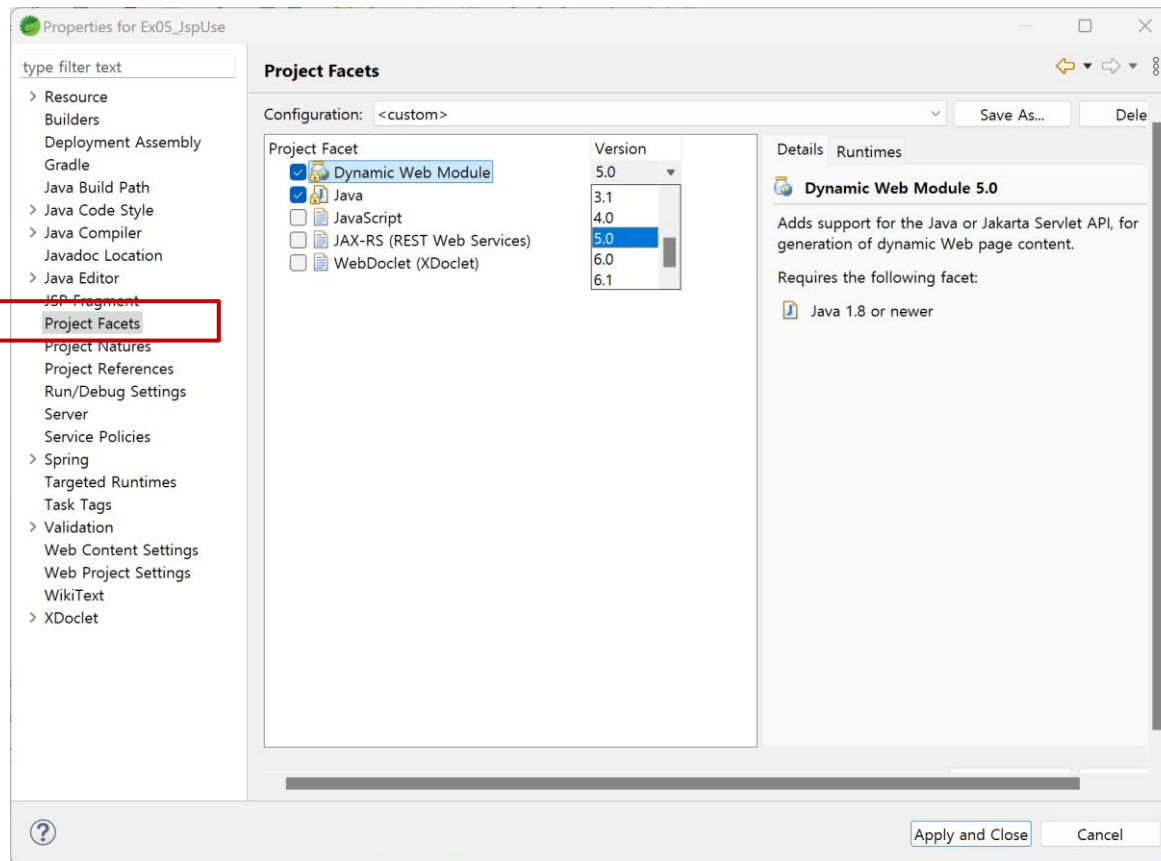 Properties for Ex05_JspUse
type filter text
Resource
Builders
Deployment Assembly
Gradle
Java Build Path
Java Code Style
Java Compiler
Javadoc Location
Java Editor
JSP Fragment
Project Facets
Project Natures
Project References
Run/Debug Settings
Server
Service Policies
Spring
Targeted Runtimes
Task Tags
Validation
Web Content Settings
Web Project Settings
WikiText
XDoclet
Project Facets
Configuration: <custom>
Save As...
Dele
Project Facet Version
Dynamic Web Module 5.0
Java
JavaScript
JAX-RS (REST Web Services)
WebDoclet (XDoclet)
3.1
4.0
5.0
6.0
6.1
Details Runtimes
Dynamic Web Module 5.0
Adds support for the Java or Jakarta Servlet API, for
generation of dynamic Web page content.
Requires the following facet:
Java 1.8 or newer
Apply and Close Cancel